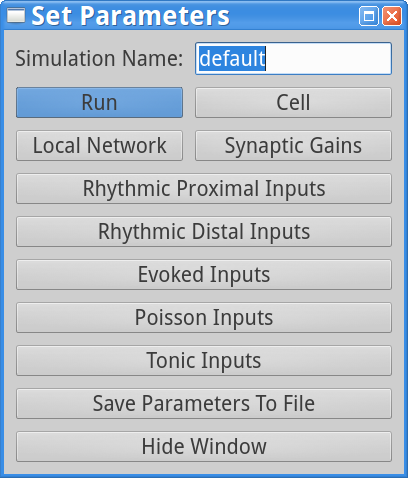 Set Parameters
Simulation Name: default
Run Cell
Local Network Synaptic Gains
Rhythmic Proximal Inputs
Rhythmic Distal Inputs
Evoked Inputs
Poisson Inputs
Tonic Inputs
Save Parameters To File
Hide Window